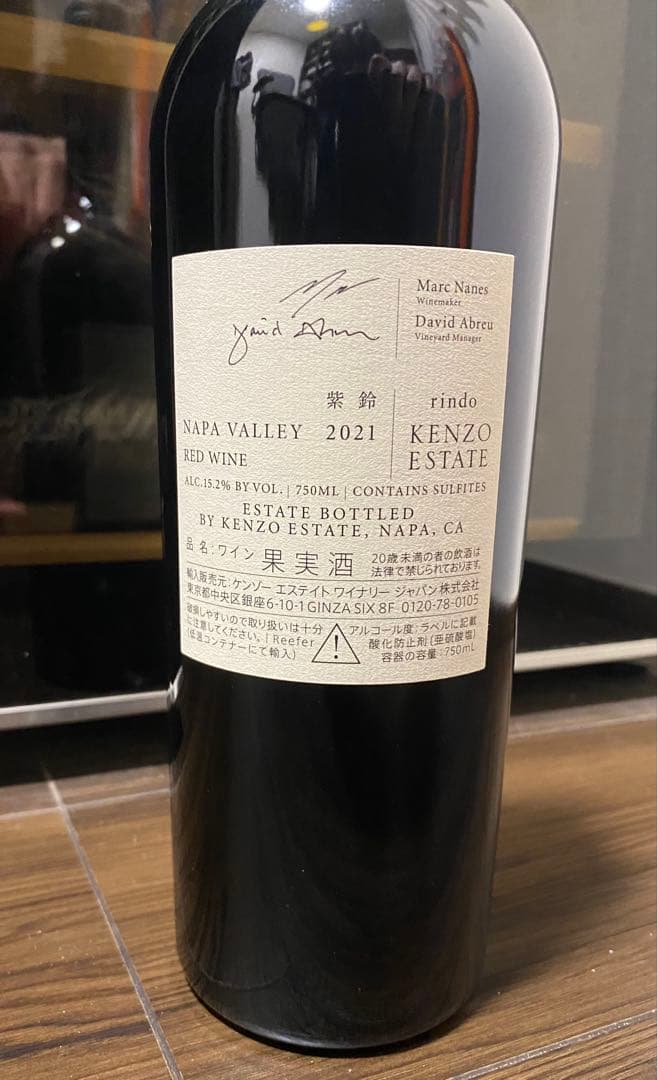 David Abreu
Marc Nanes
Winemaker
David Abreu
Vineyard Manager
紫鈴
rindo
NAPA VALLEY 2021
RED WINE
KENZO
ESTATE
ALC.15.2% BY VOL. | 750ML | CONTAINS SULFITES
ESTATE BOTTLED
BY KENZO ESTATE, NAPA, CA
品名:ワイン 果実酒
20歳未満の者の飲酒は
法律で禁じられております。
輸入販売元:ケンゾー エステイト ワイナリー ジャパン株式会社
東京都中央区銀座6-10-1 GINZA SIX 8F 0120-78-0105
破損しやすいので取り扱いは十分
に注意してください。| Reefer
(低温コンテナーにて輸入)
!
アルコール度:ラベルに記載
酸化防止剤(亜硫酸塩)
容器の容量:750mL